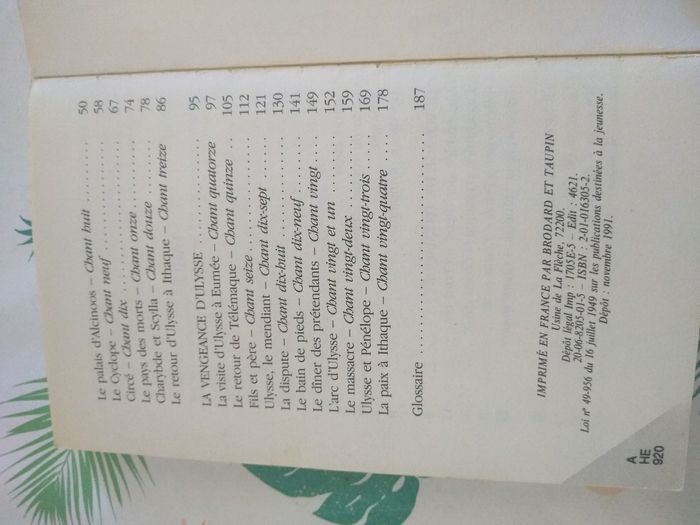 Le palais d'Alcinoos – Chant huit .......... 50
Le Cyclope – Chant neuf .......... 58
Circé – Chant dix .......... 67
Le pays des morts – Chant onze .......... 74
Charybde et Scylla – Chant douze .......... 78
Le retour d'Ulysse à Ithaque – Chant treize 86
LA VENGEANCE D'ULYSSE .......... 95
La visite d'Ulysse à Eumée – Chant quatorze 97
Le retour de Télémaque – Chant quinze .. 105
Fils et père – Chant seize .......... 112
Ulysse, le mendiant – Chant dix-sept ..... 121
La dispute – Chant dix-huit .......... 130
Le bain de pieds – Chant dix-neuf ....... 141
Le dîner des prétendants – Chant vingt .. 149
L'arc d'Ulysse – Chant vingt et un ...... 152
Le massacre – Chant vingt-deux ........ 159
Ulysse et Pénélope – Chant vingt-trois .... 169
La paix à Ithaque – Chant vingt-quatre ... 178
Glossaire .......... 187
IMPRIMÉ EN FRANCE PAR BRODARD ET TAUPIN
Usine de La Flèche, 72200.
Dépôt légal Imp : 1705E-5 – Edit : 4621.
20-06-8205-01-5 – ISBN : 2-01-016305-2.
Loi n° 49-956 du 16 juillet 1949 sur les publications destinées à la jeunesse.
Dépôt : novembre 1991.
A
HE
920